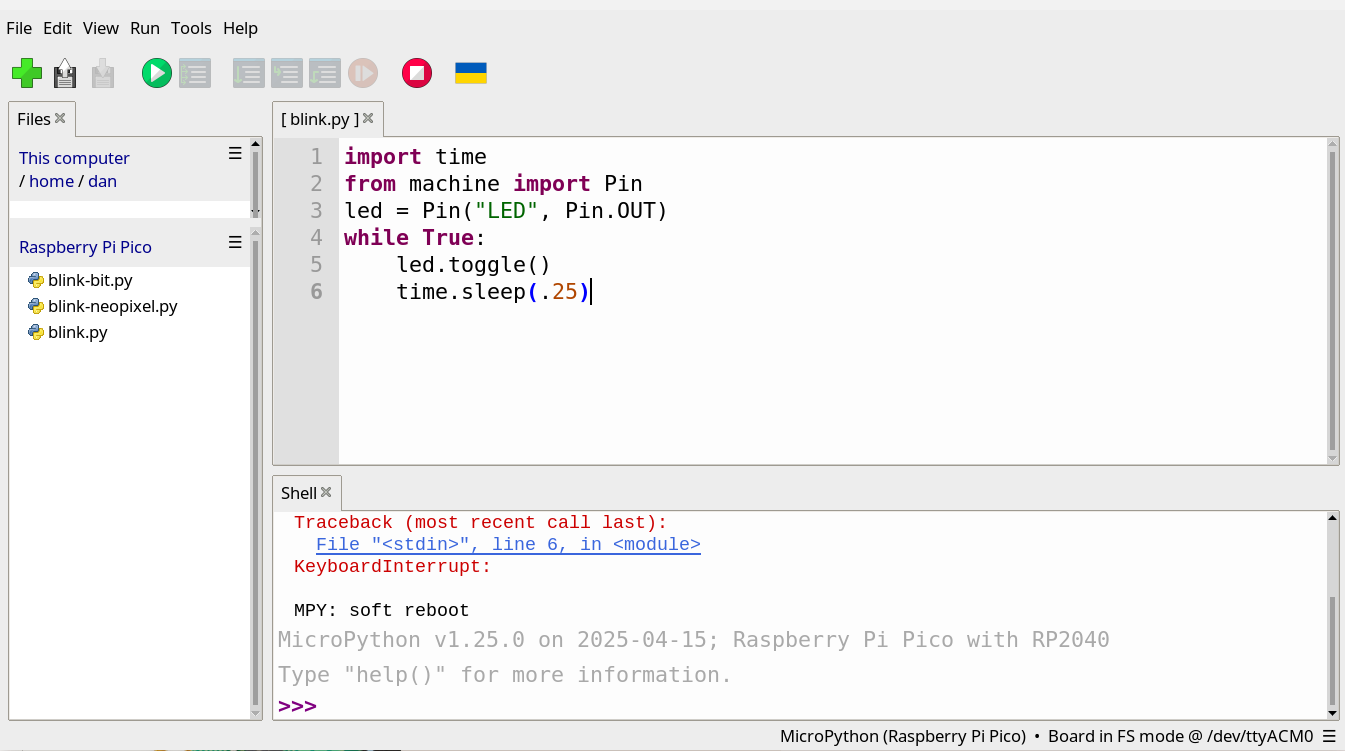 File Edit View Run Tools Help
Files
This computer
/ home / dan
Raspberry Pi Pico
blink-bit.py
blink-neopixel.py
blink.py
[ blink.py ]
1 import time
2 from machine import Pin
3 led = Pin("LED", Pin.OUT)
4 while True:
5     led.toggle()
6     time.sleep(.25)
Shell
Traceback (most recent call last):
  File "<stdin>", line 6, in <module>
KeyboardInterrupt:
MPY: soft reboot
MicroPython v1.25.0 on 2025-04-15; Raspberry Pi Pico with RP2040
Type "help()" for more information.
>>>
MicroPython (Raspberry Pi Pico) • Board in FS mode @ /dev/ttyACM0 ☰